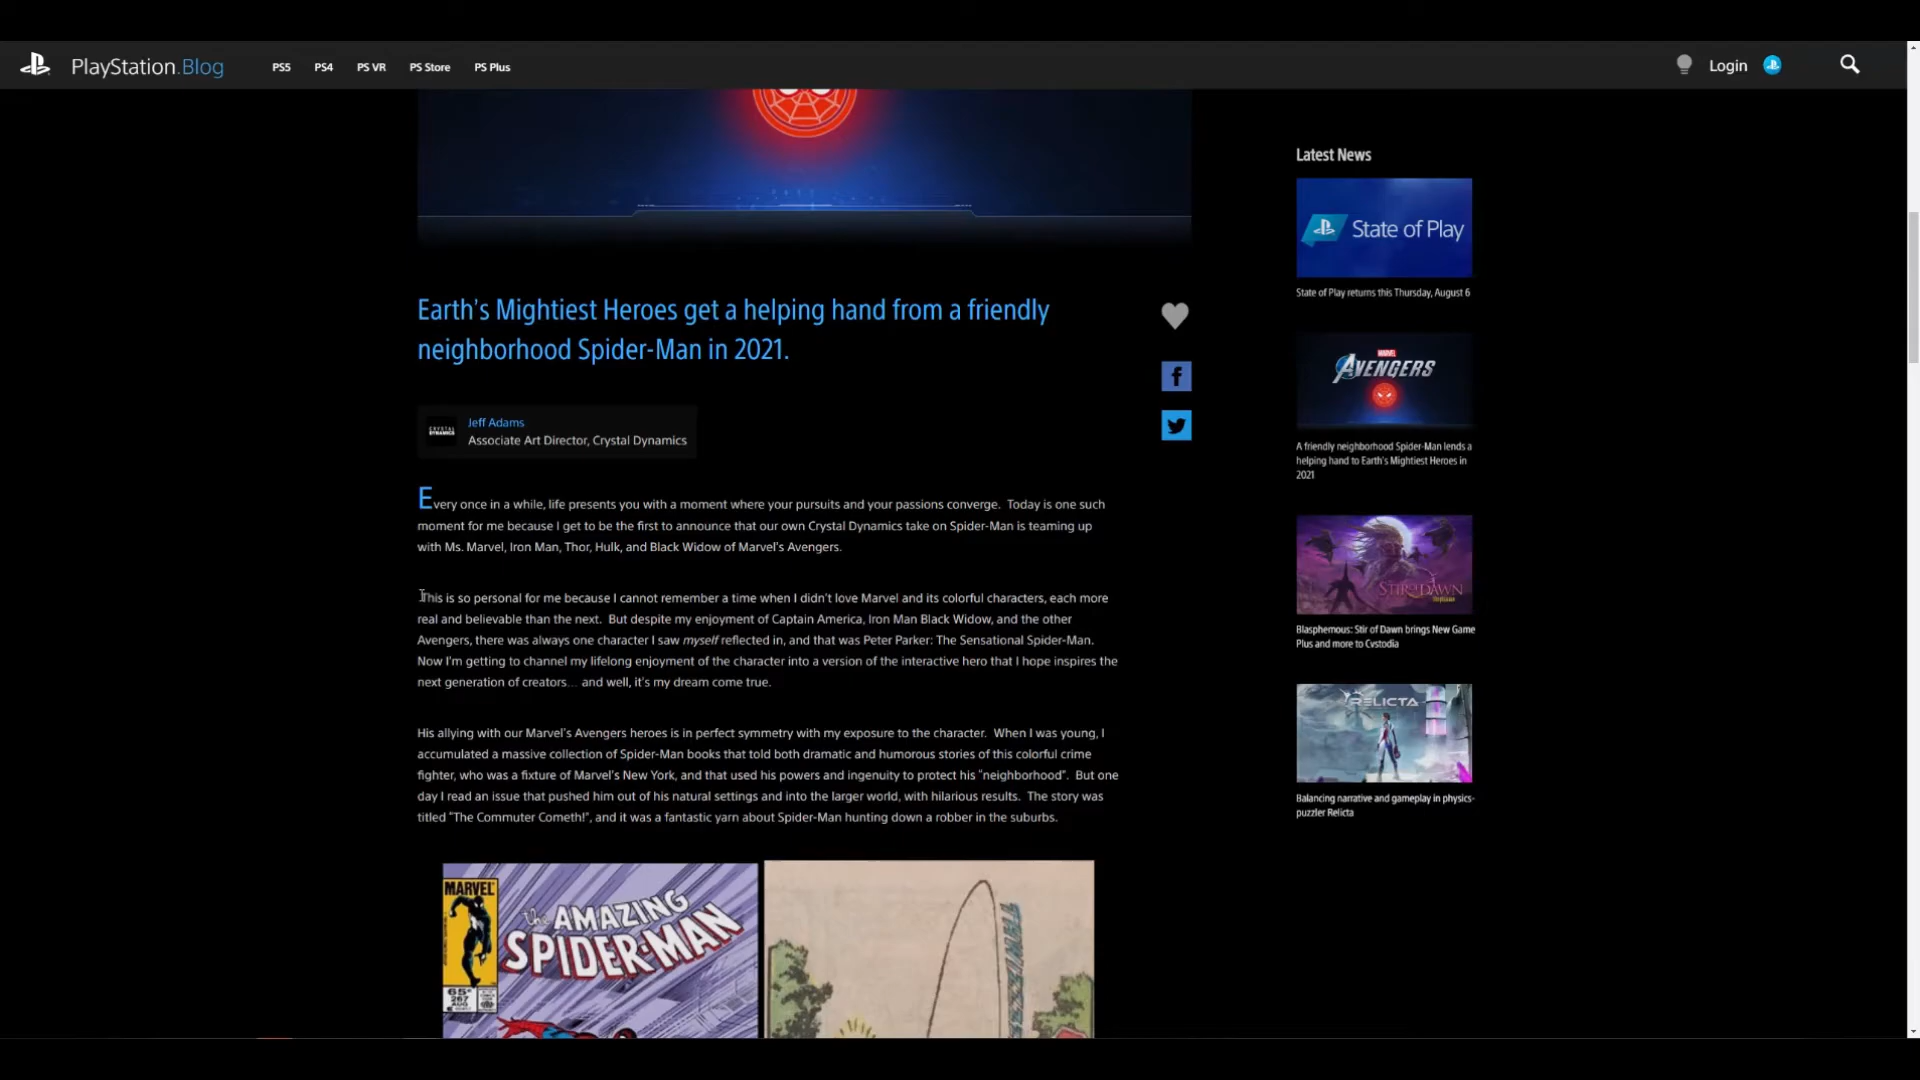 PlayStation.Blog
PS5
PS4
PS VR
PS Store
PS Plus
Login
Earth's Mightiest Heroes get a helping hand from a friendly
neighborhood Spider-Man in 2021.
CRYSTAL
DYNAMICS
Jeff Adams
Associate Art Director, Crystal Dynamics
Every once in a while, life presents you with a moment where your pursuits and your passions converge.  Today is one such
moment for me because I get to be the first to announce that our own Crystal Dynamics take on Spider-Man is teaming up
with Ms. Marvel, Iron Man, Thor, Hulk, and Black Widow of Marvel's Avengers.
This is so personal for me because I cannot remember a time when I didn't love Marvel and its colorful characters, each more
real and believable than the next.  But despite my enjoyment of Captain America, Iron Man Black Widow, and the other
Avengers, there was always one character I saw myself reflected in, and that was Peter Parker: The Sensational Spider-Man.
Now I'm getting to channel my lifelong enjoyment of the character into a version of the interactive hero that I hope inspires the
next generation of creators… and well, it's my dream come true.
His allying with our Marvel's Avengers heroes is in perfect symmetry with my exposure to the character.  When I was young, I
accumulated a massive collection of Spider-Man books that told both dramatic and humorous stories of this colorful crime
fighter, who was a fixture of Marvel's New York, and that used his powers and ingenuity to protect his "neighborhood".  But one
day I read an issue that pushed him out of his natural settings and into the larger world, with hilarious results.  The story was
titled "The Commuter Cometh!", and it was a fantastic yarn about Spider-Man hunting down a robber in the suburbs.
MARVEL
65¢
267
AUG
The AMAZING
SPIDER-MAN
Latest News
State of Play
State of Play returns this Thursday, August 6
MARVEL
AVENGERS
A friendly neighborhood Spider-Man lends a
helping hand to Earth's Mightiest Heroes in
2021
STIR OF DAWN
Blasphemous: Stir of Dawn brings New Game
Plus and more to Cvstodia
RELICTA
Balancing narrative and gameplay in physics-
puzzler Relicta